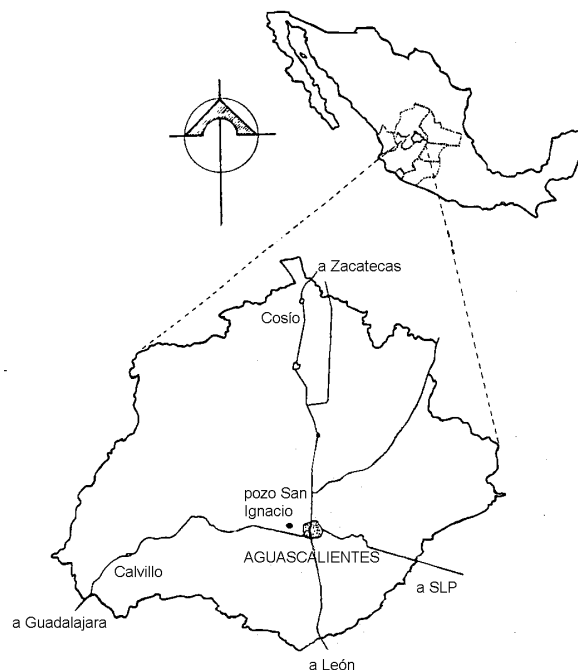 a Zacatecas
Cosío
pozo San
Ignacio
AGUASCALIENTES
Calvillo
a SLP
a Guadalajara
a León